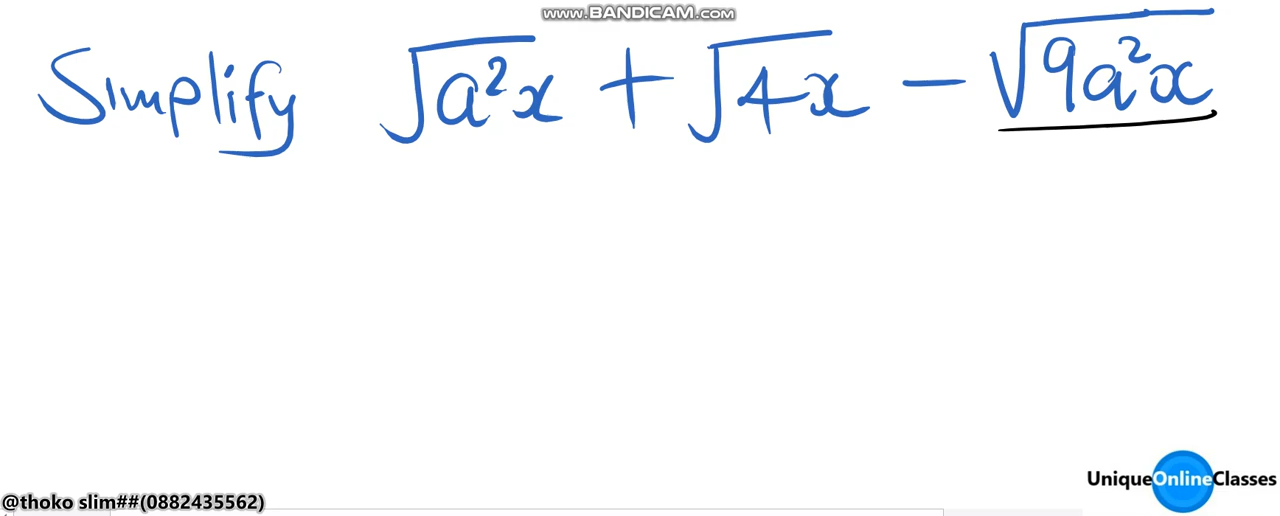 www.BANDICAM.com
Simplify √a²x + √4x − √9a²x
UniqueOnlineClasses
@thoko slim##(0882435562)